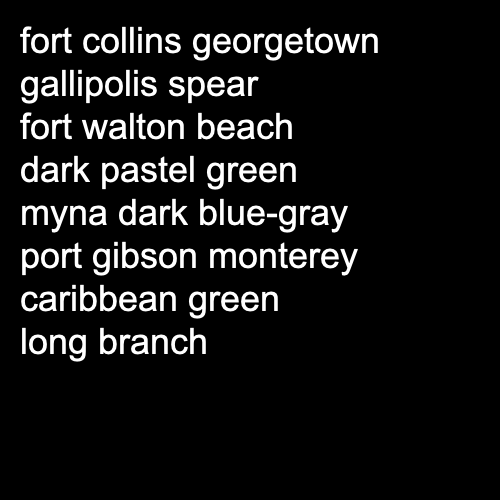 fort collins georgetown
gallipolis spear
fort walton beach
dark pastel green
myna dark blue-gray
port gibson monterey
caribbean green
long branch